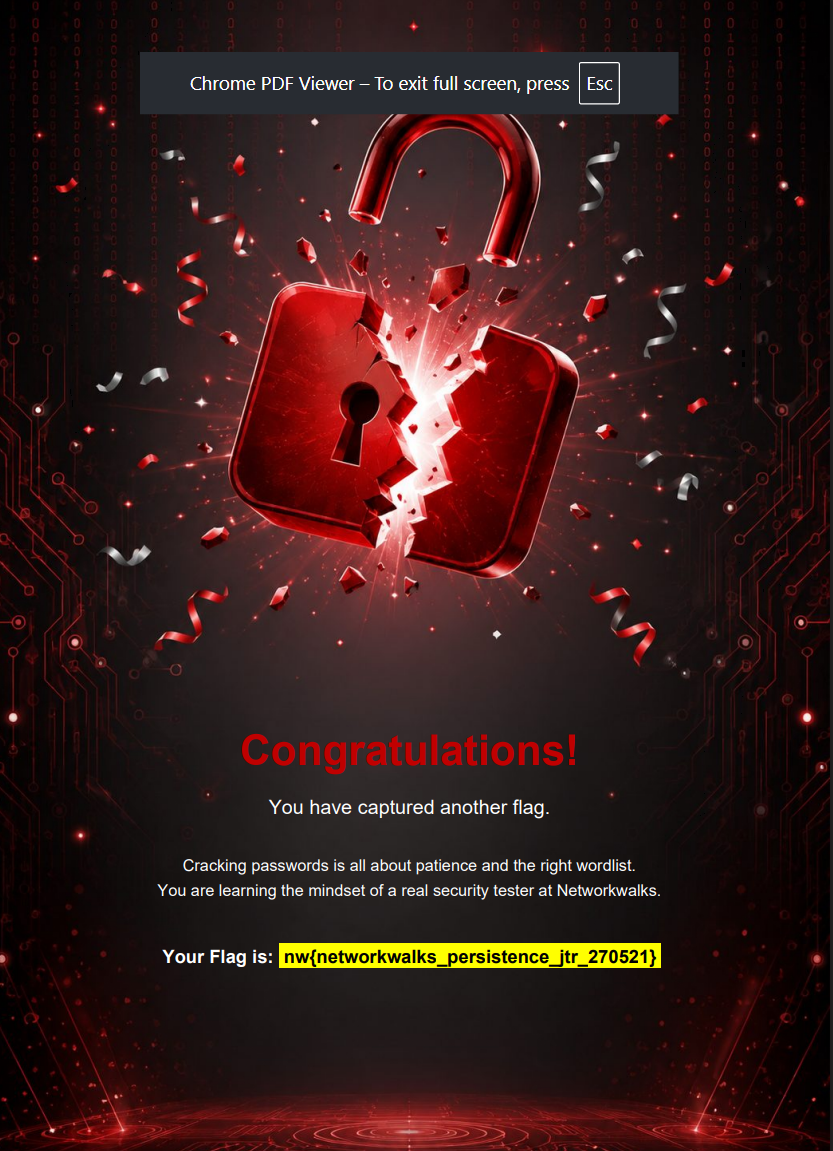 Chrome PDF Viewer – To exit full screen, press Esc
Congratulations!
You have captured another flag.
Cracking passwords is all about patience and the right wordlist.
You are learning the mindset of a real security tester at Networkwalks.
Your Flag is: nw{networkwalks_persistence_jtr_270521}